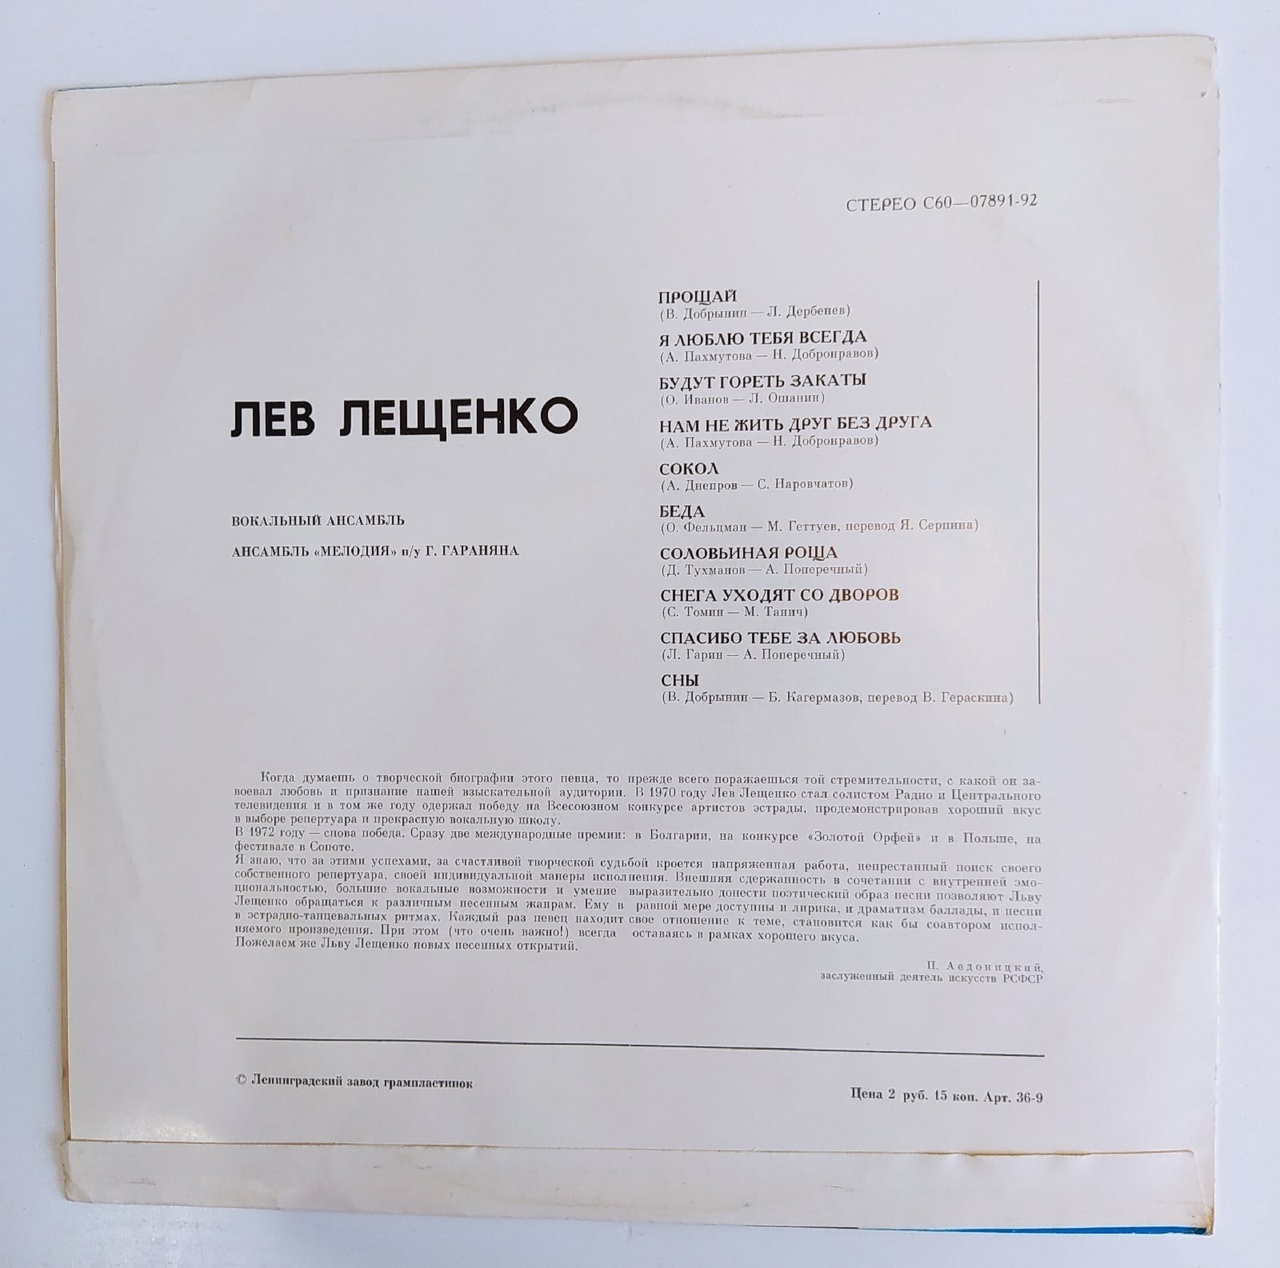 СТЕРЕО С60—07891-92
ПРОЩАЙ
(В. Добрынин — Л. Дербенев)
Я ЛЮБЛЮ ТЕБЯ ВСЕГДА
(А. Пахмутова — Н. Добронравов)
БУДУТ ГОРЕТЬ ЗАКАТЫ
(О. Иванов — Л. Ошанин)
НАМ НЕ ЖИТЬ ДРУГ БЕЗ ДРУГА
(А. Пахмутова — Н. Добронравов)
СОКОЛ
(А. Днепров — С. Наровчатов)
БЕДА
(О. Фельцман — М. Геттуев, перевод Я. Серпина)
СОЛОВЬИНАЯ РОЩА
(Д. Тухманов — А. Поперечный)
СНЕГА УХОДЯТ СО ДВОРОВ
(С. Томин — М. Танич)
СПАСИБО ТЕБЕ ЗА ЛЮБОВЬ
(Л. Гарин — А. Поперечный)
СНЫ
(В. Добрынин — Б. Кагермазов, перевод В. Гераскина)
ЛЕВ ЛЕЩЕНКО
ВОКАЛЬНЫЙ АНСАМБЛЬ
АНСАМБЛЬ «МЕЛОДИЯ» п/у Г. ГАРАНЯНА
Когда думаешь о творческой биографии этого певца, то прежде всего поражаешься той стремительности, с какой он за-
воевал любовь и признание нашей взыскательной аудитории. В 1970 году Лев Лещенко стал солистом Радио и Центрального
телевидения и в том же году одержал победу на Всесоюзном конкурсе артистов эстрады, продемонстрировав хороший вкус
в выборе репертуара и прекрасную вокальную школу.
В 1972 году — снова победа. Сразу две международные премии: в Болгарии, на конкурсе «Золотой Орфей» и в Польше, на
фестивале в Сопоте.
Я знаю, что за этими успехами, за счастливой творческой судьбой кроется напряженная работа, непрестанный поиск своего
собственного репертуара, своей индивидуальной манеры исполнения. Внешняя сдержанность в сочетании с внутренней эмо-
циональностью, большие вокальные возможности и умение выразительно донести поэтический образ песни позволяют Льву
Лещенко обращаться к различным песенным жанрам. Ему в равной мере доступны и лирика, и драматизм баллады, и песни
в эстрадно-танцевальных ритмах. Каждый раз певец находит свое отношение к теме, становится как бы соавтором испол-
няемого произведения. При этом (что очень важно!) всегда оставаясь в рамках хорошего вкуса.
Пожелаем же Льву Лещенко новых песенных открытий.
П. Аедоницкий,
заслуженный деятель искусств РСФСР
© Ленинградский завод грампластинок
Цена 2 руб. 15 коп. Арт. 36-9